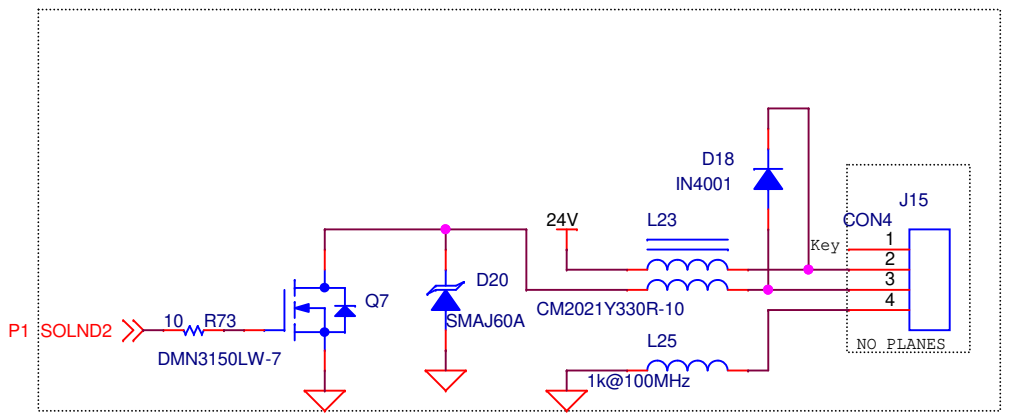 D18
IN4001
J15
24V
L23
CON4
Key
1
2
3
4
D20
Q7
CM2021Y330R-10
SMAJ60A
P1 SOLND2
10 R73
DMN3150LW-7
L25
1k@100MHz
NO PLANES